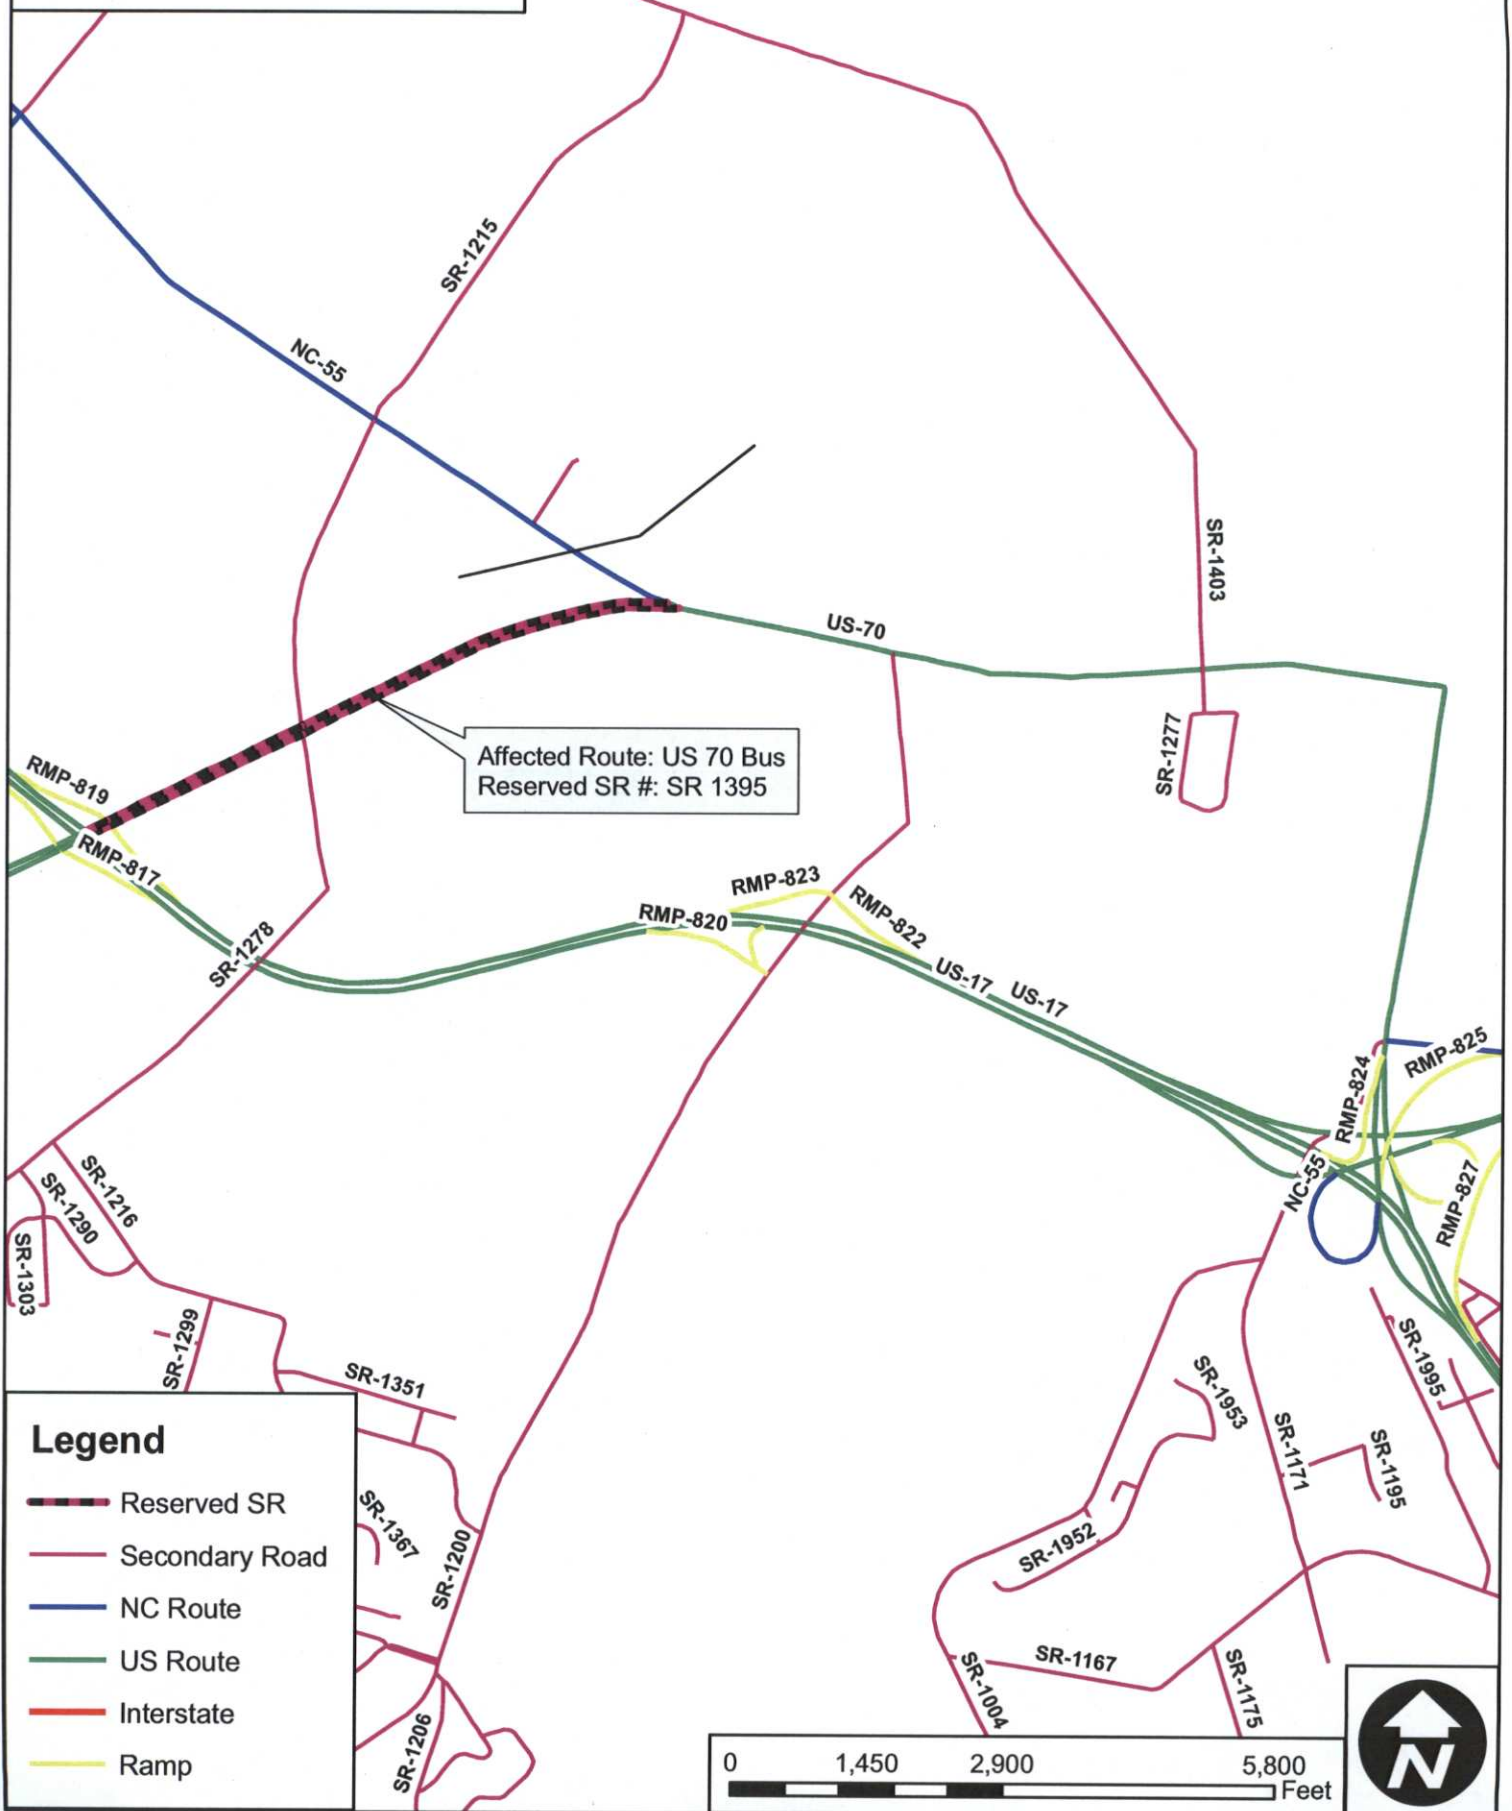 SR-1215
NC-55
SR-1403
US-70
SR-1277
Affected Route: US 70 Bus
Reserved SR #: SR 1395
RMP-819
RMP-817
RMP-823
RMP-820
RMP-822
SR-1278
US-17
US-17
RMP-825
RMP-824
NC-55
RMP-827
SR-1216
SR-1290
SR-1303
SR-1299
SR-1351
SR-1995
SR-1953
SR-1171
SR-1195
SR-1367
SR-1200
SR-1952
SR-1167
SR-1004
SR-1175
SR-1206
Legend
Reserved SR
Secondary Road
NC Route
US Route
Interstate
Ramp
0 1,450 2,900 5,800
Feet
N